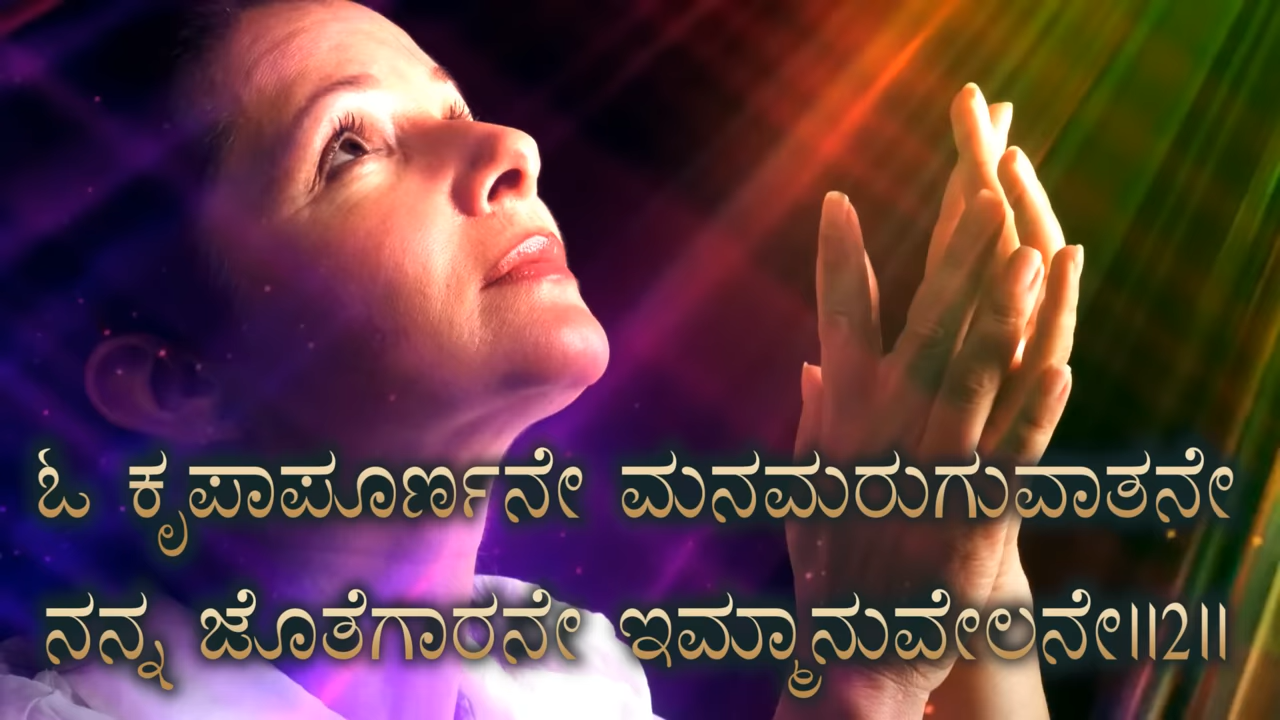 ಓ ಕೃಪಾಪೂರ್ಣನೇ ಮನಮರುಗುವಾತನೇ
ನನ್ನ ಜೊತೆಗಾರನೇ ಇಮ್ಮಾನುವೇಲನೇ||2||